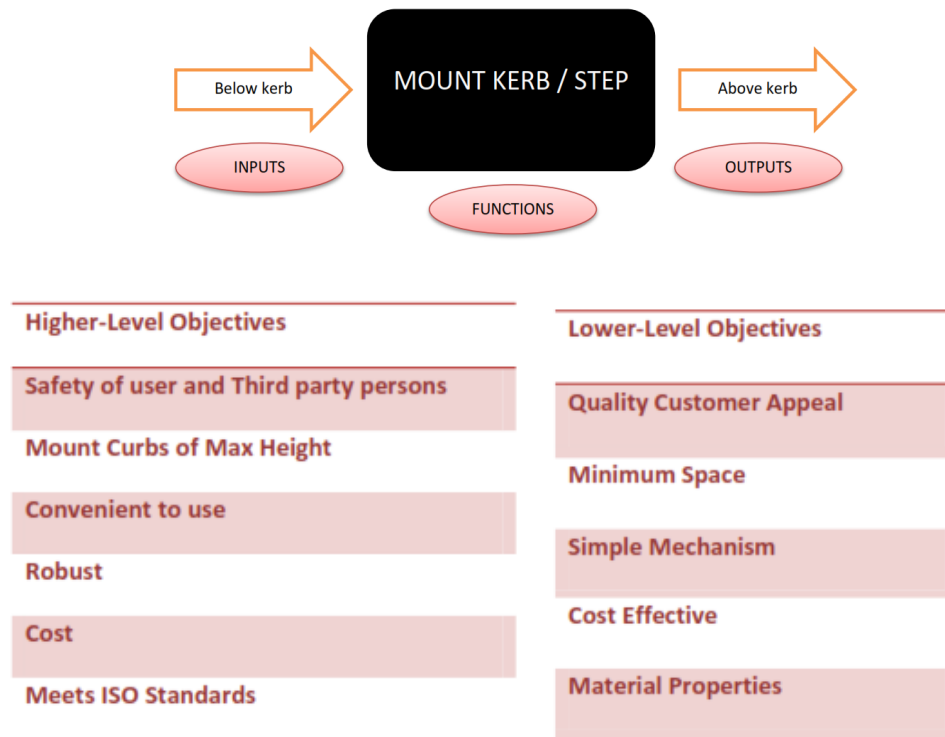 Below kerb
MOUNT KERB / STEP
Above kerb
INPUTS
OUTPUTS
FUNCTIONS
Higher-Level Objectives
Safety of user and Third party persons
Mount Curbs of Max Height
Convenient to use
Robust
Cost
Meets ISO Standards
Lower-Level Objectives
Quality Customer Appeal
Minimum Space
Simple Mechanism
Cost Effective
Material Properties